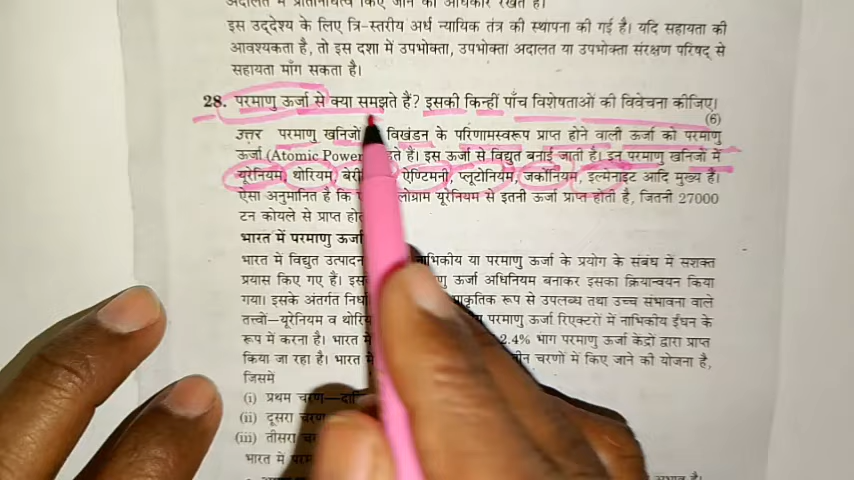 अदालत में प्रतिनिधित्व किए जाने का अधिकार रखते हैं।
इस उद्देश्य के लिए त्रि-स्तरीय अर्ध न्यायिक तंत्र की स्थापना की गई है। यदि सहायता की
आवश्यकता है, तो इस दशा में उपभोक्ता, उपभोक्ता अदालत या उपभोक्ता संरक्षण परिषद् से
सहायता माँग सकता है।
28. परमाणु ऊर्जा से क्या समझते हैं? इसकी किन्हीं पाँच विशेषताओं की विवेचना कीजिए।
(6)
उत्तर परमाणु खनिजों विखंडन के परिणामस्वरूप प्राप्त होने वाली ऊर्जा को परमाणु
ऊर्जा (Atomic Power हैं। इस ऊर्जा से विद्युत बनाई जाती है। इन परमाणु खनिजों में
यूरेनियम, थोरियम, ऐण्टिमनी, प्लूटोनियम, जर्कोनियम, इल्मेनाइट आदि मुख्य हैं।
ऐसा अनुमानित है कि यूरेनियम से इतनी ऊर्जा प्राप्त होती है, जितनी 27000
टन कोयले से प्राप्त
भारत में परमाणु ऊर्जा
भारत में विद्युत उत्पादन नाभिकीय या परमाणु ऊर्जा के प्रयोग के संबंध में सशक्त
प्रयास किए गए हैं। ऊर्जा अधिनियम बनाकर इसका क्रियान्वयन किया
गया। इसके अंतर्गत प्राकृतिक रूप से उपलब्ध तथा उच्च संभावना वाले
तत्त्वों—यूरेनियम व परमाणु ऊर्जा रिएक्टरों में नाभिकीय ईंधन के
रूप में करना है। 2.4% भाग परमाणु ऊर्जा केंद्रों द्वारा प्राप्त
किया जा रहा है। भारत चरणों में किए जाने की योजना है,
जिसमें
(i) प्रथम चरण—
(ii) दूसरा चरण
(iii) तीसरा
भारत में